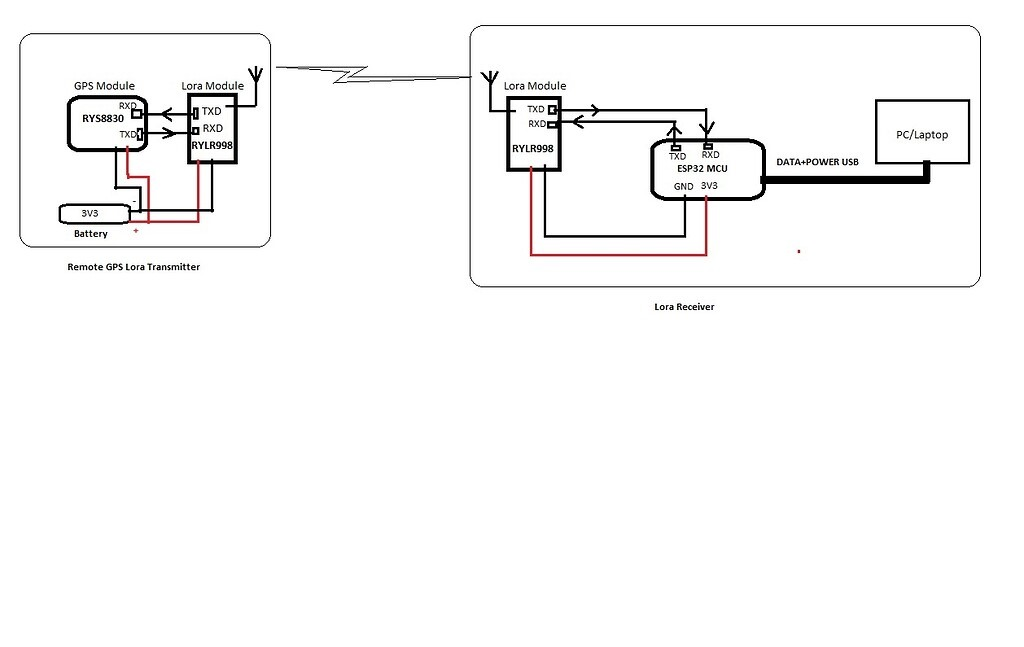 GPS Module
Lora Module
RXD
RYS8830
TXD
TXD
RXD
RYLR998
-
3V3
+
Battery
Remote GPS Lora Transmitter
Lora Module
TXD
RXD
RYLR998
TXD
RXD
ESP32 MCU
GND
3V3
DATA+POWER USB
PC/Laptop
Lora Receiver